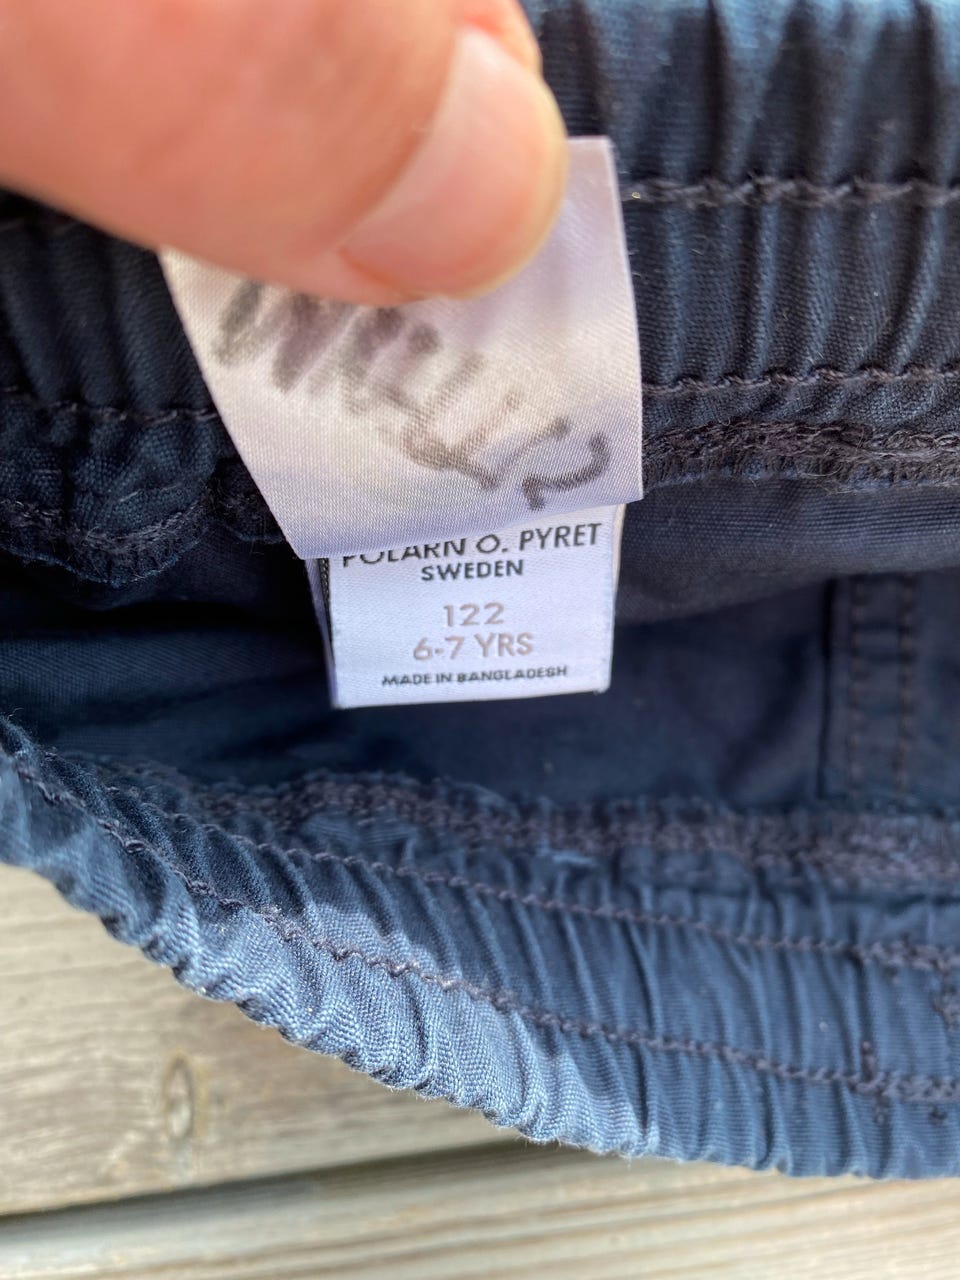 POLARN O. PYRET
SWEDEN
122
6-7 YRS
MADE IN BANGLADESH